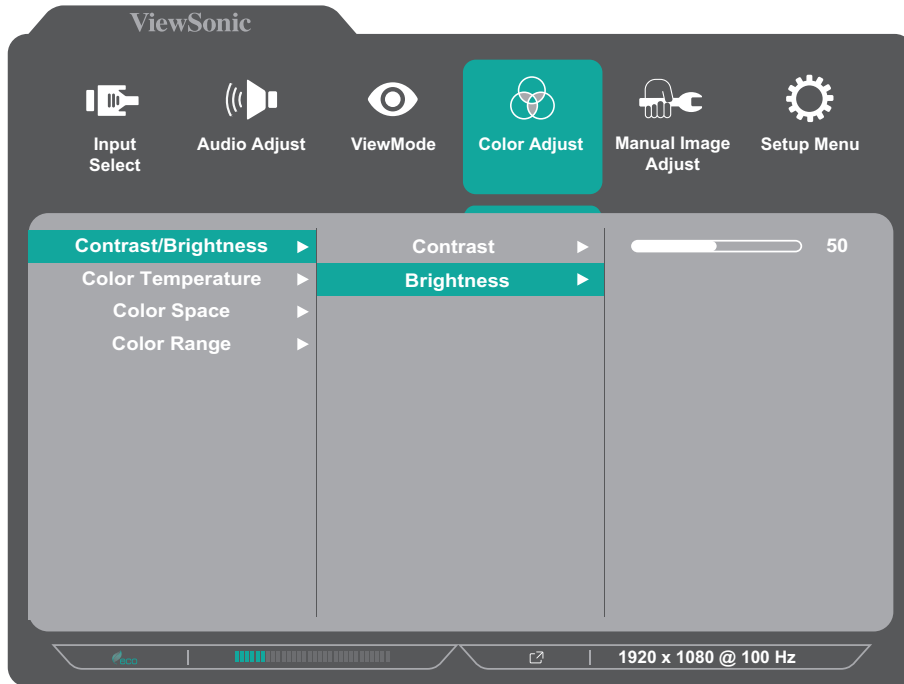 ViewSonic
Input Select
Audio Adjust
ViewMode
Color Adjust
Manual Image Adjust
Setup Menu
Contrast/Brightness
Contrast
50
Color Temperature
Brightness
Color Space
Color Range
eco
1920 x 1080 @ 100 Hz